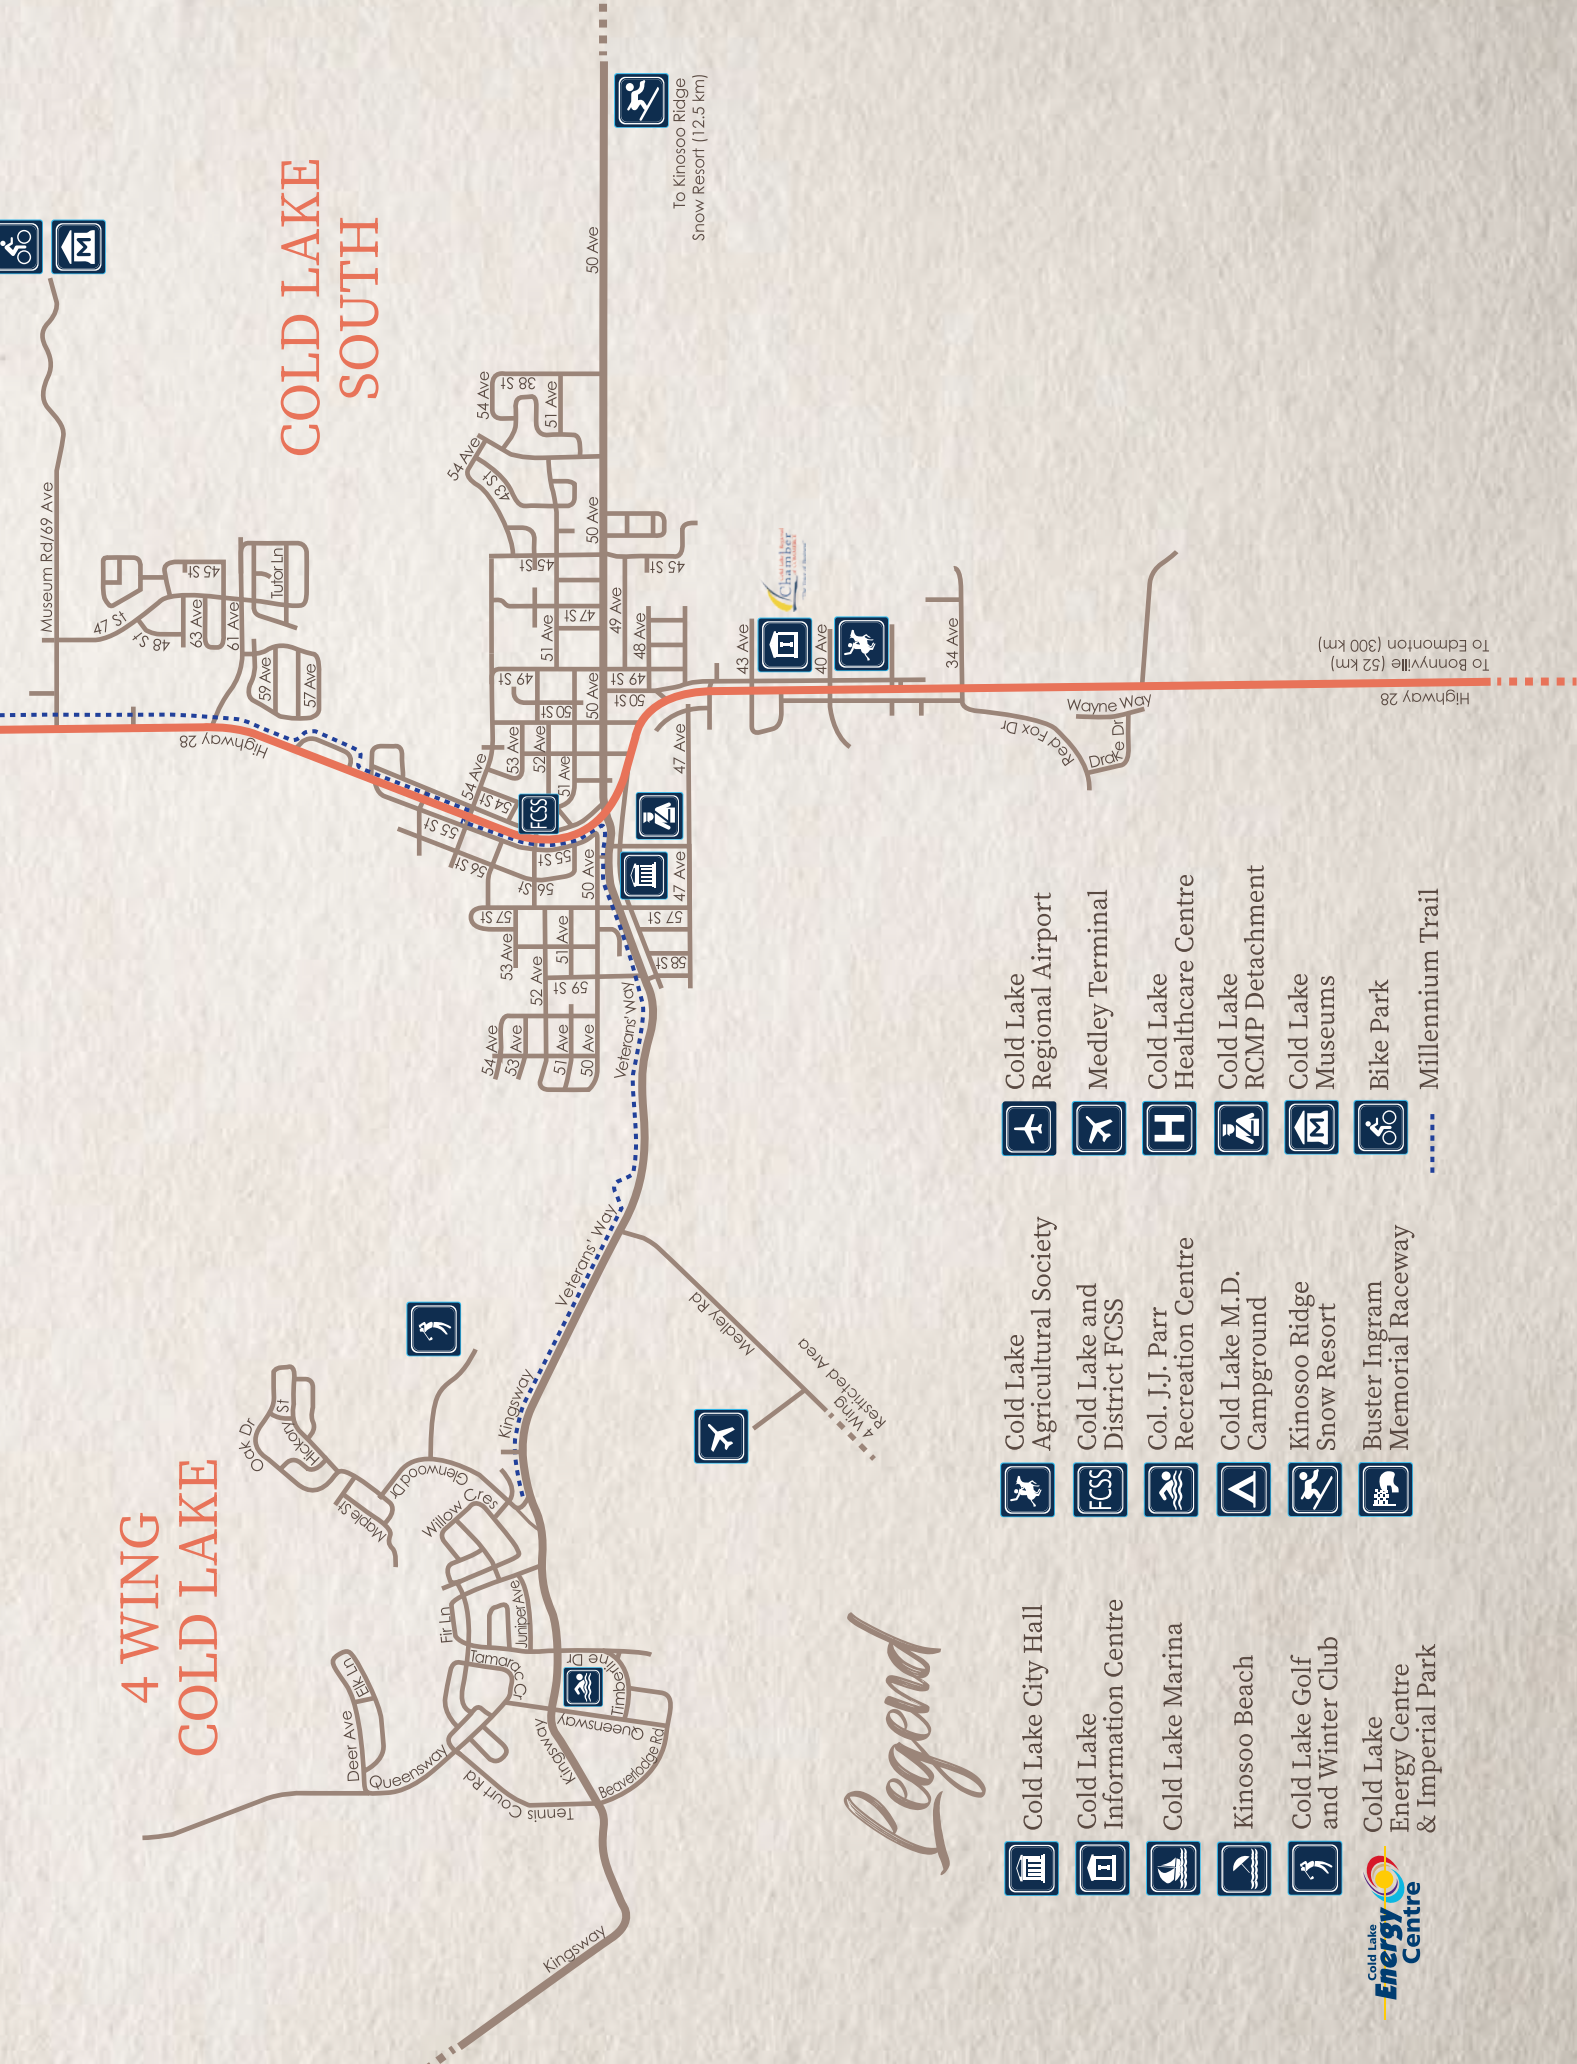 4 WING
COLD LAKE
COLD LAKE
SOUTH
Museum Rd/69 Ave
47 St
48 St
45 St
63 Ave
61 Ave
Tutor Ln
59 Ave
57 Ave
Highway 28
To Kinosoo Ridge
Snow Resort (12.5 km)
50 Ave
54 Ave
38 St
51 Ave
54 Ave
43 St
50 Ave
45 St
45 St
47 St
49 Ave
51 Ave
48 Ave
49 St
49 St
50 St
50 St
50 Ave
53 Ave
52 Ave
51 Ave
54 Ave
54 St
FCSS
55 St
56 St
55 St
56 St
50 Ave
47 Ave
47 Ave
57 St
57 St
53 Ave
51 Ave
52 Ave
59 St
58 St
54 Ave
53 Ave
51 Ave
50 Ave
Veterans' Way
Cold Lake Regional
Chamber
43 Ave
40 Ave
34 Ave
Red Fox Dr
Wayne Way
Drake Dr
Highway 28
To Bonnyville (52 km)
To Edmonton (300 km)
Veterans' Way
Medley Rd
4 Wing
Restricted Area
Kingsway
Oak Dr
Hickory St
Maple St
Glenwood Dr
Willow Cres
Fir Ln
Juniper Ave
Tamarac Cr
Timberline Dr
Elk Ln
Deer Ave
Queensway
Queensway
Kingsway
Tennis Court Rd
Beaverlodge Rd
Kingsway
Legend
Cold Lake City Hall
Cold Lake
Information Centre
Cold Lake Marina
Kinosoo Beach
Cold Lake Golf
and Winter Club
Cold Lake
Energy
Centre
Cold Lake
Energy Centre
& Imperial Park
Cold Lake
Agricultural Society
FCSS
Cold Lake and
District FCSS
Col. J.J. Parr
Recreation Centre
Cold Lake M.D.
Campground
Kinosoo Ridge
Snow Resort
Buster Ingram
Memorial Raceway
Cold Lake
Regional Airport
Medley Terminal
H
Cold Lake
Healthcare Centre
Cold Lake
RCMP Detachment
M
Cold Lake
Museums
Bike Park
Millennium Trail